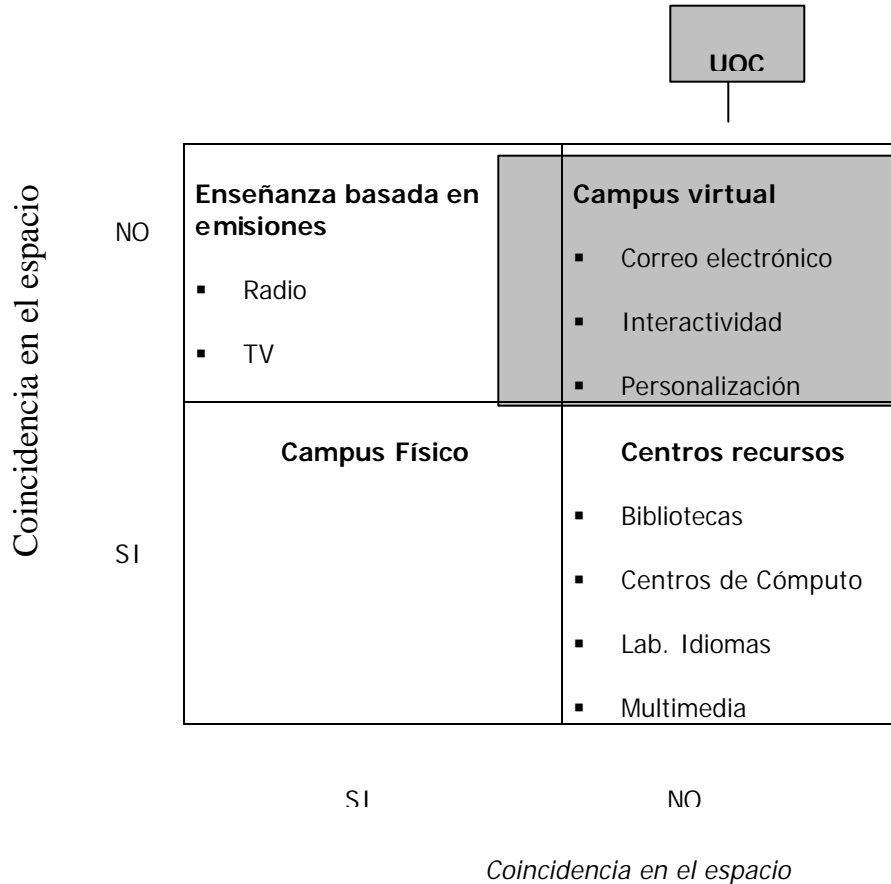 UOC
Coincidencia en el espacio
NO
Enseñanza basada en
emisiones
▪ Radio
▪ TV
Campus virtual
▪ Correo electrónico
▪ Interactividad
▪ Personalización
SI
Campus Físico
Centros recursos
▪ Bibliotecas
▪ Centros de Cómputo
▪ Lab. Idiomas
▪ Multimedia
SI
NO
Coincidencia en el espacio